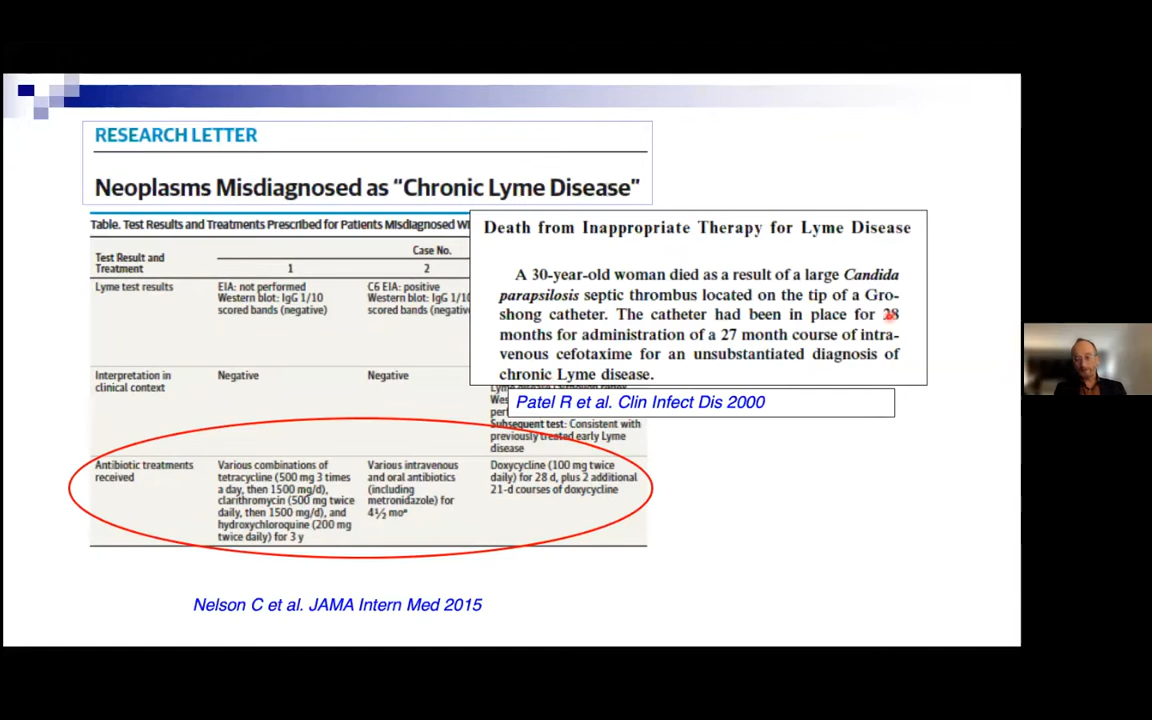 RESEARCH LETTER
Neoplasms Misdiagnosed as “Chronic Lyme Disease”
Table. Test Results and Treatments Prescribed for Patients Misdiagnosed
Case No.
Test Result and
Treatment
1
2
Lyme test results
EIA: not performed
Western blot: IgG 1/10
scored bands (negative)
C6 EIA: positive
Western blot: IgG 1/10
scored bands (negative
Interpretation in
clinical context
Negative
Negative
Subsequent test: Consistent with
previously treated early Lyme
disease
Antibiotic treatments
received
Various combinations of
tetracycline (500 mg 3 times
a day, then 1500 mg/d),
clarithromycin (500 mg twice
daily, then 1500 mg/d), and
hydroxychloroquine (200 mg
twice daily) for 3 y
Various intravenous
and oral antibiotics
(including
metronidazole) for
4½ moª
Doxycycline (100 mg twice
daily) for 28 d, plus 2 additional
21-d courses of doxycycline
Death from Inappropriate Therapy for Lyme Disease
A 30-year-old woman died as a result of a large Candida
parapsilosis septic thrombus located on the tip of a Gro-
shong catheter. The catheter had been in place for 28
months for administration of a 27 month course of intra-
venous cefotaxime for an unsubstantiated diagnosis of
chronic Lyme disease.
Patel R et al. Clin Infect Dis 2000
Nelson C et al. JAMA Intern Med 2015